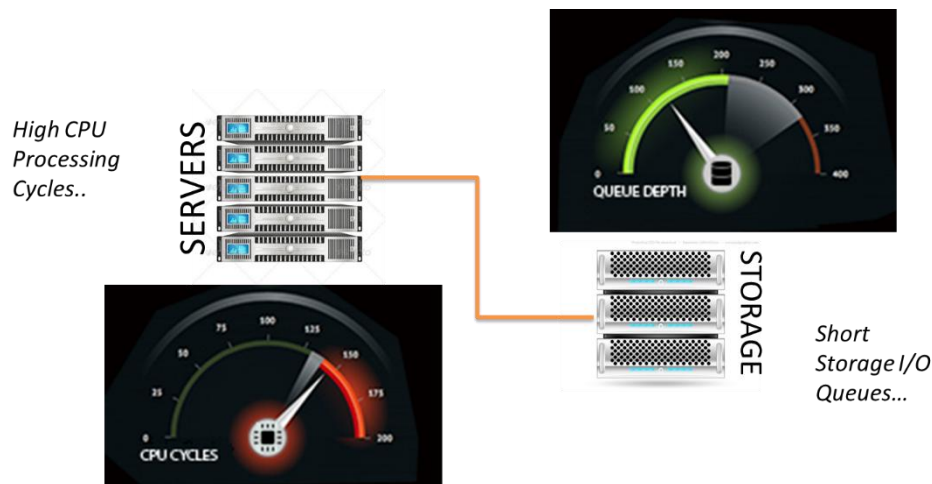 High CPU
Processing
Cycles..
SERVERS
0
50
100
150
200
250
300
350
400
QUEUE DEPTH
STORAGE
0
25
50
75
100
125
150
175
200
CPU CYCLES
Short
Storage I/O
Queues...